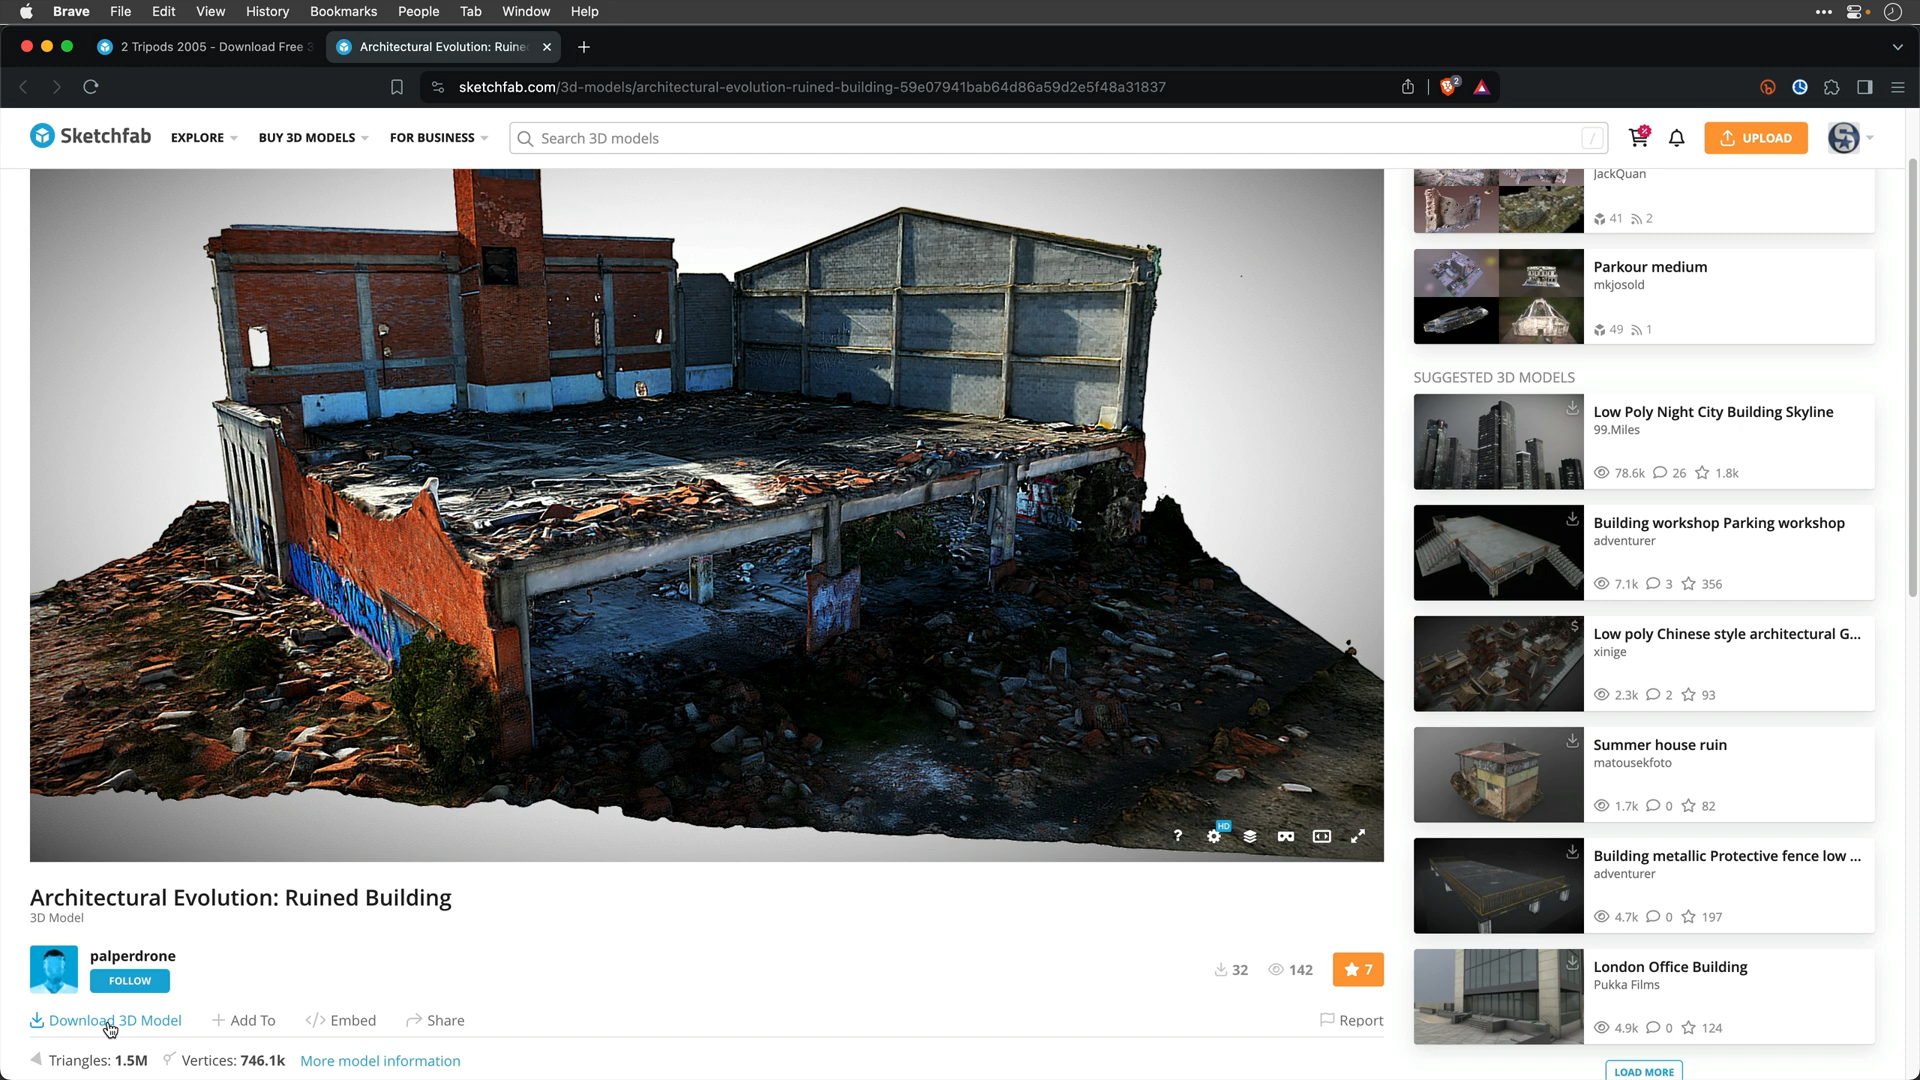 Brave File Edit View History Bookmarks People Tab Window Help
2 Tripods 2005 - Download Free 3
Architectural Evolution: Ruine
sketchfab.com/3d-models/architectural-evolution-ruined-building-59e07941bab64d86a59d2e5f48a31837
2
Sketchfab EXPLORE BUY 3D MODELS FOR BUSINESS Search 3D models / UPLOAD
JackQuan
41 2
Parkour medium
mkjosold
49 1
SUGGESTED 3D MODELS
Low Poly Night City Building Skyline
99.Miles
78.6k 26 1.8k
Building workshop Parking workshop
adventurer
7.1k 3 356
$
Low poly Chinese style architectural G...
xinige
2.3k 2 93
Summer house ruin
matousekfoto
1.7k 0 82
Building metallic Protective fence low ...
adventurer
4.7k 0 197
London Office Building
Pukka Films
4.9k 0 124
LOAD MORE
? HD
Architectural Evolution: Ruined Building
3D Model
palperdrone
FOLLOW
32 142 7
Download 3D Model + Add To </> Embed Share Report
Triangles: 1.5M Vertices: 746.1k More model information